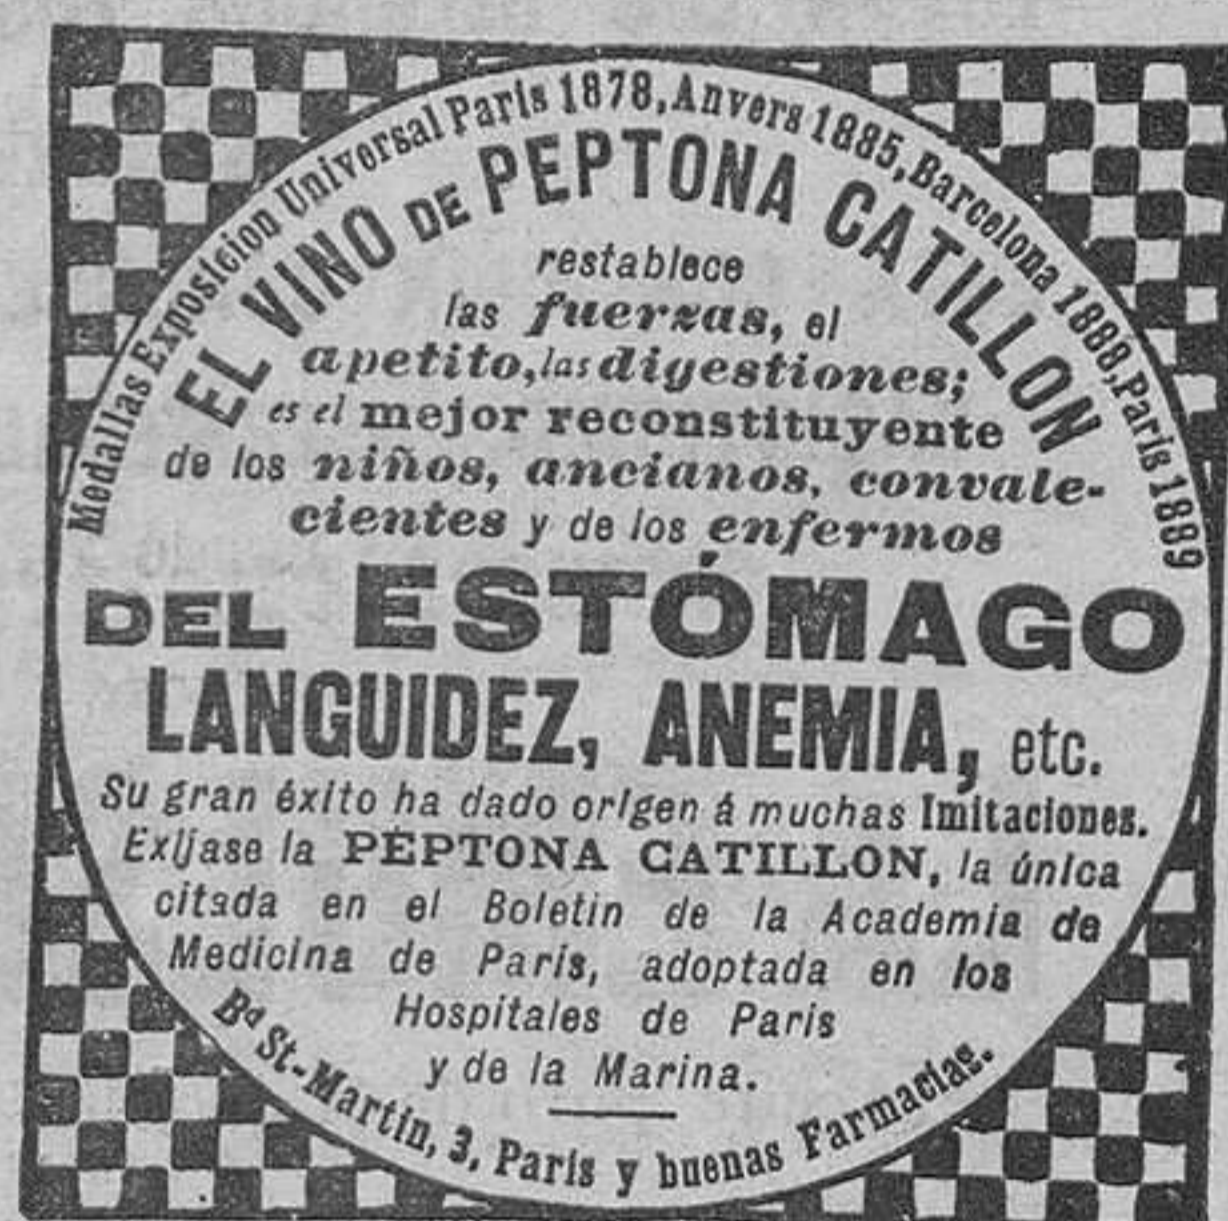 Medallas Exposicion Universal Paris 1878, Anvers 1885, Barcelona 1888, Paris 1889
EL VINO DE PEPTONA CATILLON
restablece
las fuerzas, el
apetito, las digestiones;
es el mejor reconstituyente
de los niños, ancianos, convale-
cientes y de los enfermos
DEL ESTÓMAGO
LANGUIDEZ, ANEMIA, etc.
Su gran éxito ha dado origen á muchas Imitaciones.
Exíjase la PÉPTONA CATILLON, la única
citada en el Boletin de la Academia de
Medicina de París, adoptada en los
Hospitales de Paris
y de la Marina.
Bd St-Martin, 3, Paris y buenas Farmacias.